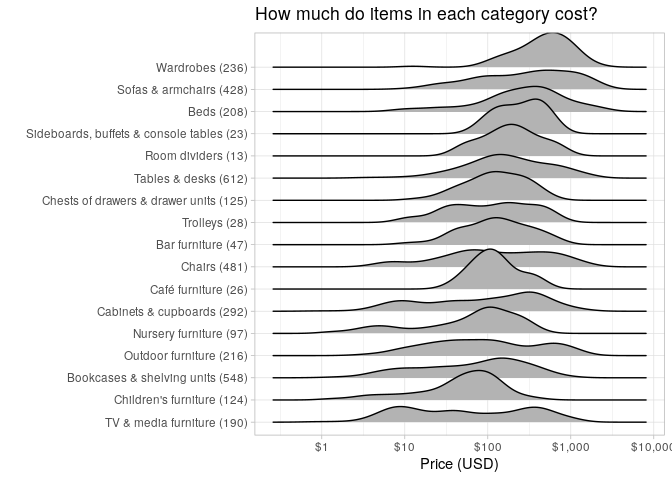 How much do items in each category cost?
Wardrobes (236)
Sofas & armchairs (428)
Beds (208)
Sideboards, buffets & console tables (23)
Room dividers (13)
Tables & desks (612)
Chests of drawers & drawer units (125)
Trolleys (28)
Bar furniture (47)
Chairs (481)
Café furniture (26)
Cabinets & cupboards (292)
Nursery furniture (97)
Outdoor furniture (216)
Bookcases & shelving units (548)
Children's furniture (124)
TV & media furniture (190)
$1 $10 $100 $1,000 $10,000
Price (USD)